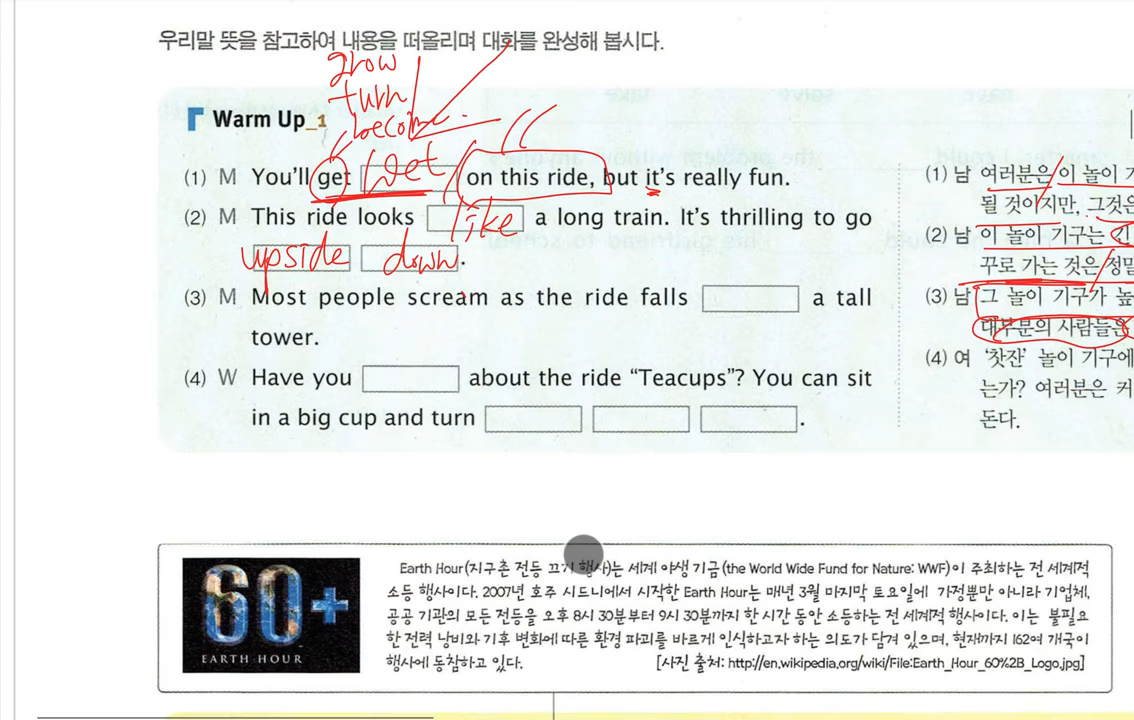 우리말 뜻을 참고하여 내용을 떠올리며 대화를 완성해 봅시다.
grow
turn
become
Warm Up_1
(1) M You'll get wet on this ride, but it's really fun.
(2) M This ride looks like a long train. It's thrilling to go
upside down.
(3) M Most people scream as the ride falls a tall
tower.
(4) W Have you about the ride “Teacups”? You can sit
in a big cup and turn .
(1) 남 여러분은 이 놀이
될 것이지만, 그것은
(2) 남 이 놀이 기구는 긴
꾸로 가는 것은 정말
(3) 남 그 놀이 기구가 높
대부분의 사람들은
(4) 여 ‘찻잔’ 놀이 기구에
는가? 여러분은 커
돈다.
60+
EARTH HOUR
Earth Hour(지구촌 전등 끄기 행사)는 세계 야생 기금(the World Wide Fund for Nature: WWF)이 주최하는 전 세계적
소등 행사이다. 2007년 호주 시드니에서 시작한 Earth Hour는 매년 3월 마지막 토요일에 가정뿐만 아니라 기업체,
공공 기관의 모든 전등을 오후 8시 30분부터 9시 30분까지 한 시간 동안 소등하는 전 세계적 행사이다. 이는 불필요
한 전력 낭비와 기후 변화에 따른 환경 파괴를 바르게 인식하고자 하는 의도가 담겨 있으며, 현재까지 162여 개국이
행사에 동참하고 있다. [사진 출처: http://en.wikipedia.org/wiki/File:Earth_Hour_60%2B_Logo.jpg]